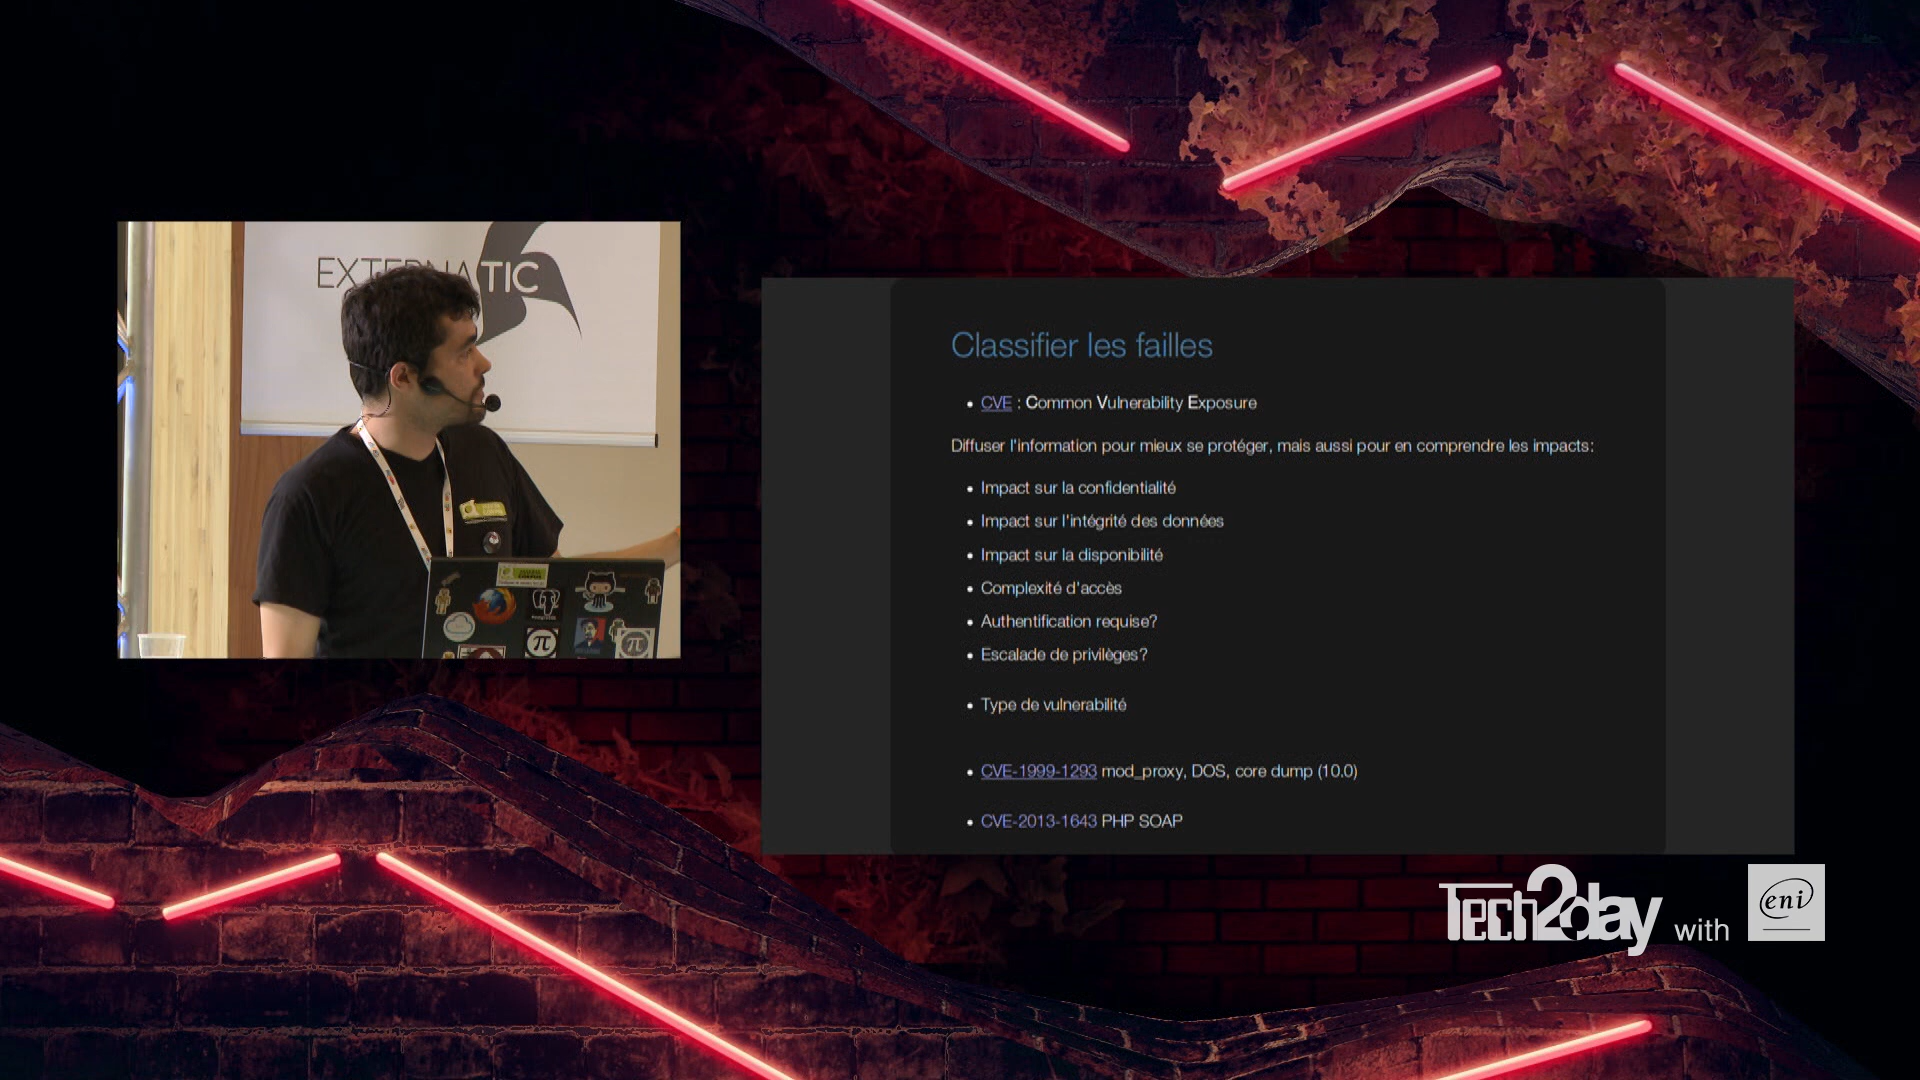 EXTERNATIC
Classifier les failles
CVE : Common Vulnerability Exposure
Diffuser l'information pour mieux se protéger, mais aussi pour en comprendre les impacts:
Impact sur la confidentialité
Impact sur l'intégrité des données
Impact sur la disponibilité
Complexité d'accès
Authentification requise?
Escalade de privilèges?
Type de vulnerabilité
CVE-1999-1293 mod_proxy, DOS, core dump (10.0)
CVE-2013-1643 PHP SOAP
Tech2day with eni